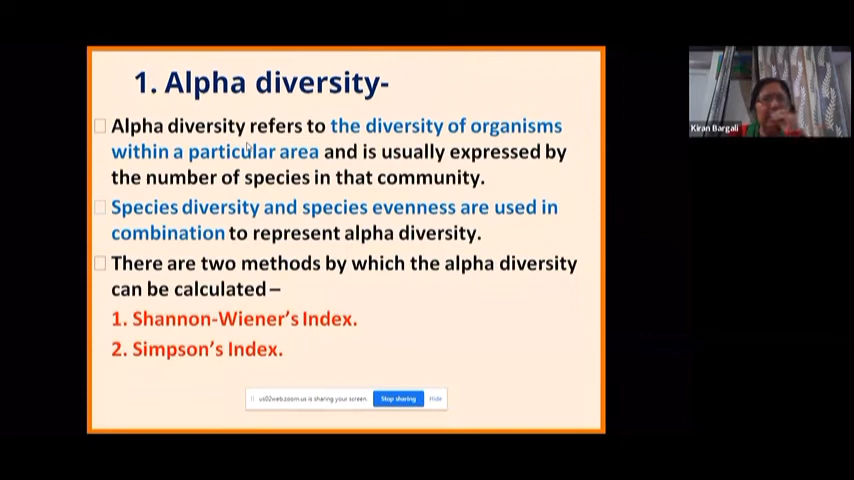 1. Alpha diversity-
Alpha diversity refers to the diversity of organisms
within a particular area and is usually expressed by
the number of species in that community.
Species diversity and species evenness are used in
combination to represent alpha diversity.
There are two methods by which the alpha diversity
can be calculated–
1. Shannon-Wiener's Index.
2. Simpson's Index.
us02web.zoom.us is sharing your screen. Stop sharing Hide
Kiran Bargali